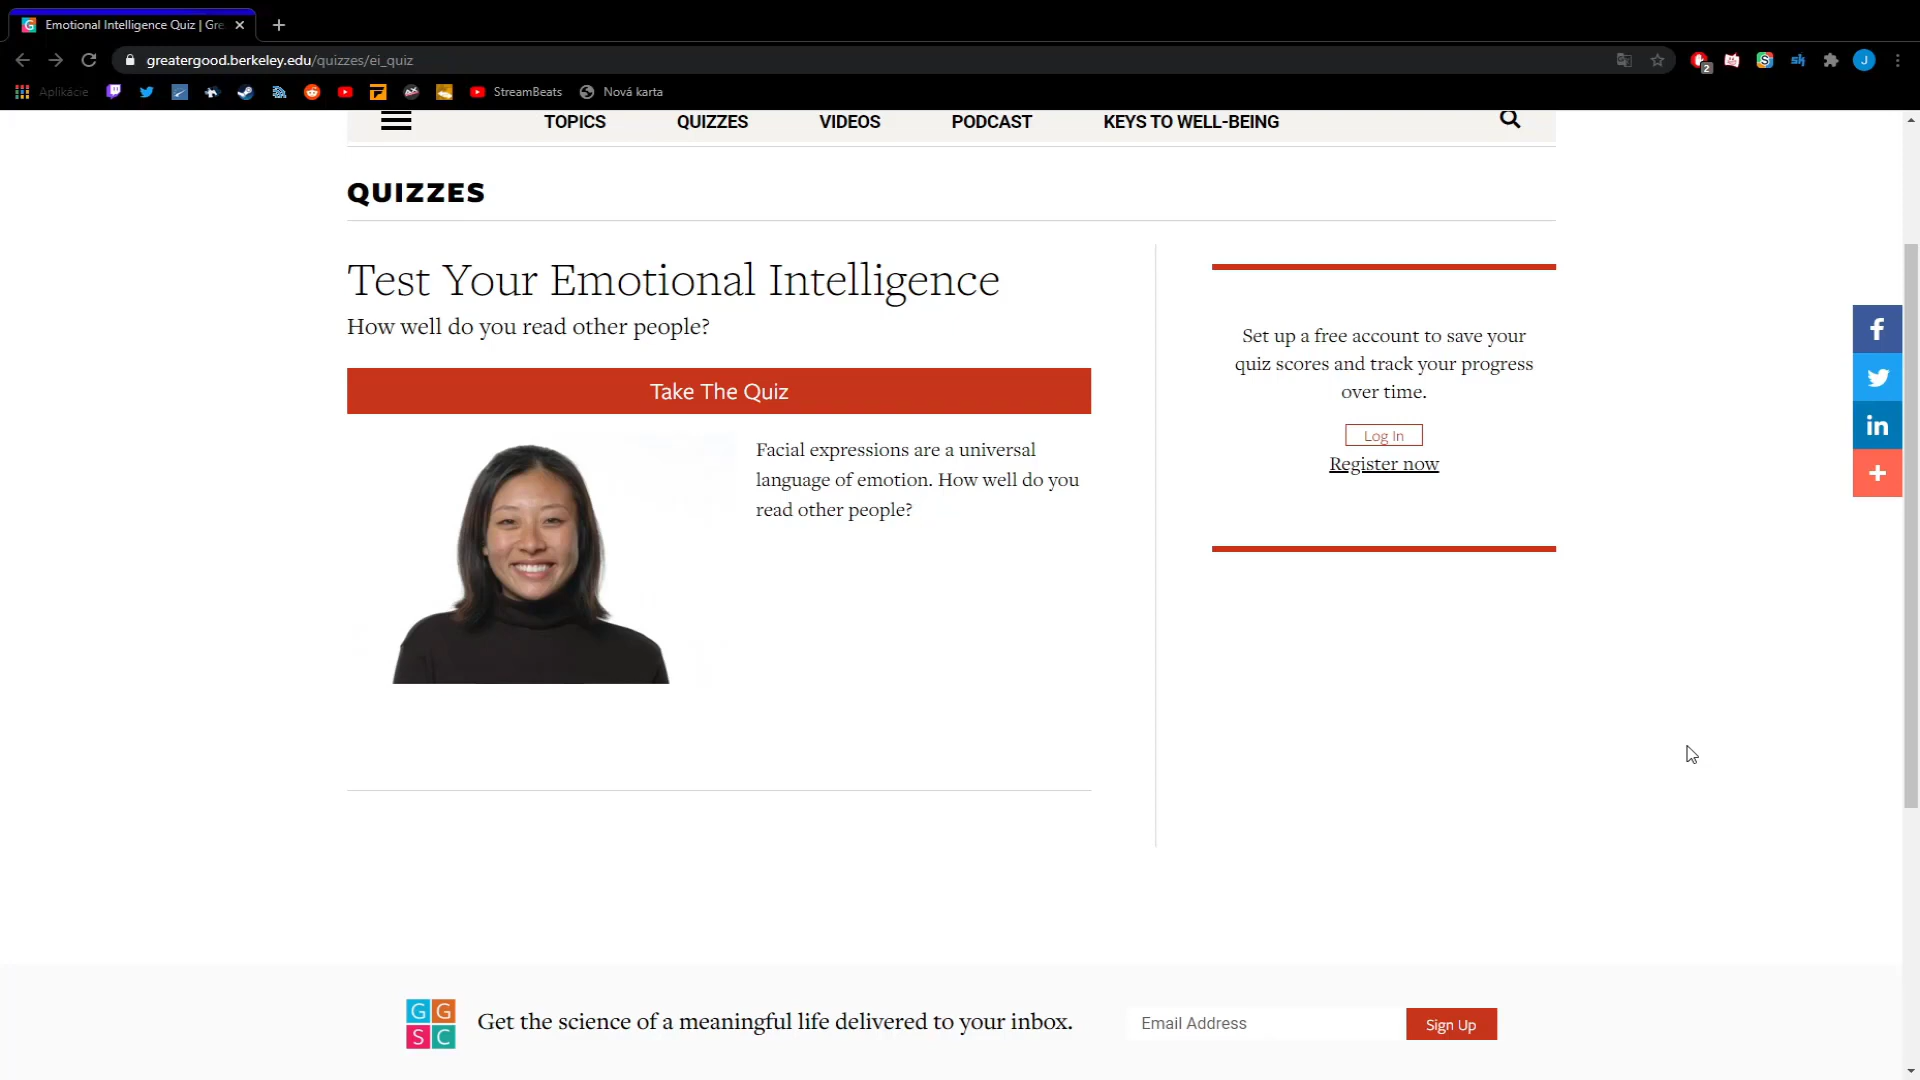 Emotional Intelligence Quiz | Gre
greatergood.berkeley.edu/quizzes/ei_quiz
2
J
Aplikácie
StreamBeats
Nová karta
TOPICS
QUIZZES
VIDEOS
PODCAST
KEYS TO WELL-BEING
QUIZZES
Test Your Emotional Intelligence
How well do you read other people?
Take The Quiz
Facial expressions are a universal
language of emotion. How well do you
read other people?
Set up a free account to save your
quiz scores and track your progress
over time.
Log In
Register now
GG
SC
Get the science of a meaningful life delivered to your inbox.
Email Address
Sign Up